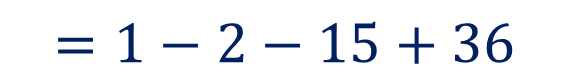 = 1 − 2 − 15 + 36